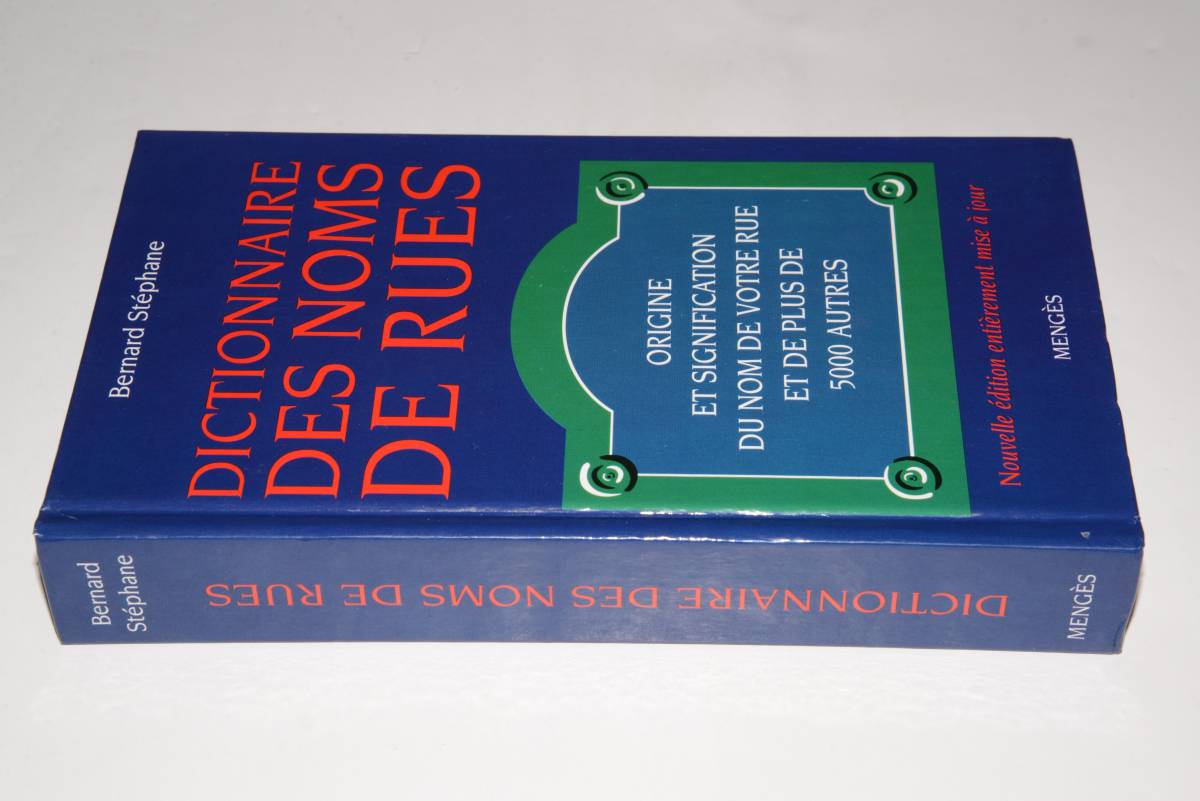 Bernard Stéphane
DICTIONNAIRE
DES NOMS
DE RUES
ORIGINE
ET SIGNIFICATION
DU NOM DE VOTRE RUE
ET DE PLUS DE
5000 AUTRES
Nouvelle édition entièrement mise à jour
MENGÈS
Bernard
Stéphane
DICTIONNAIRE DES NOMS DE RUES
MENGÈS